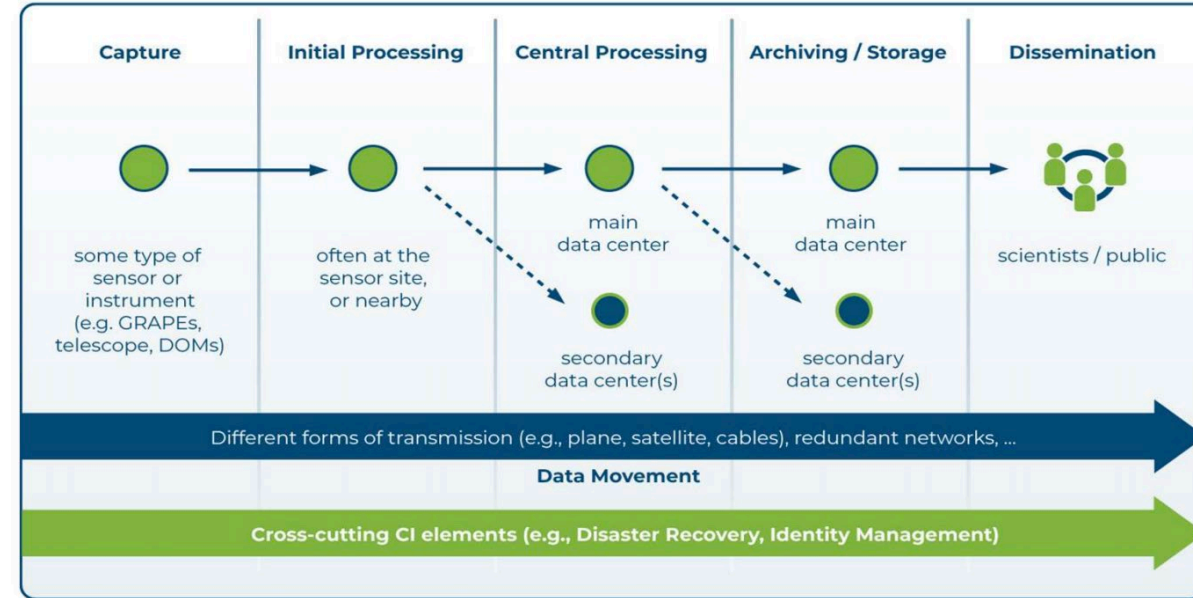 Capture
Initial Processing
Central Processing
Archiving / Storage
Dissemination
some type of
sensor or
instrument
(e.g. GRAPEs,
telescope, DOMs)
often at the
sensor site,
or nearby
main
data center
secondary
data center(s)
main
data center
secondary
data center(s)
scientists / public
Different forms of transmission (e.g., plane, satellite, cables), redundant networks, ...
Data Movement
Cross-cutting CI elements (e.g., Disaster Recovery, Identity Management)